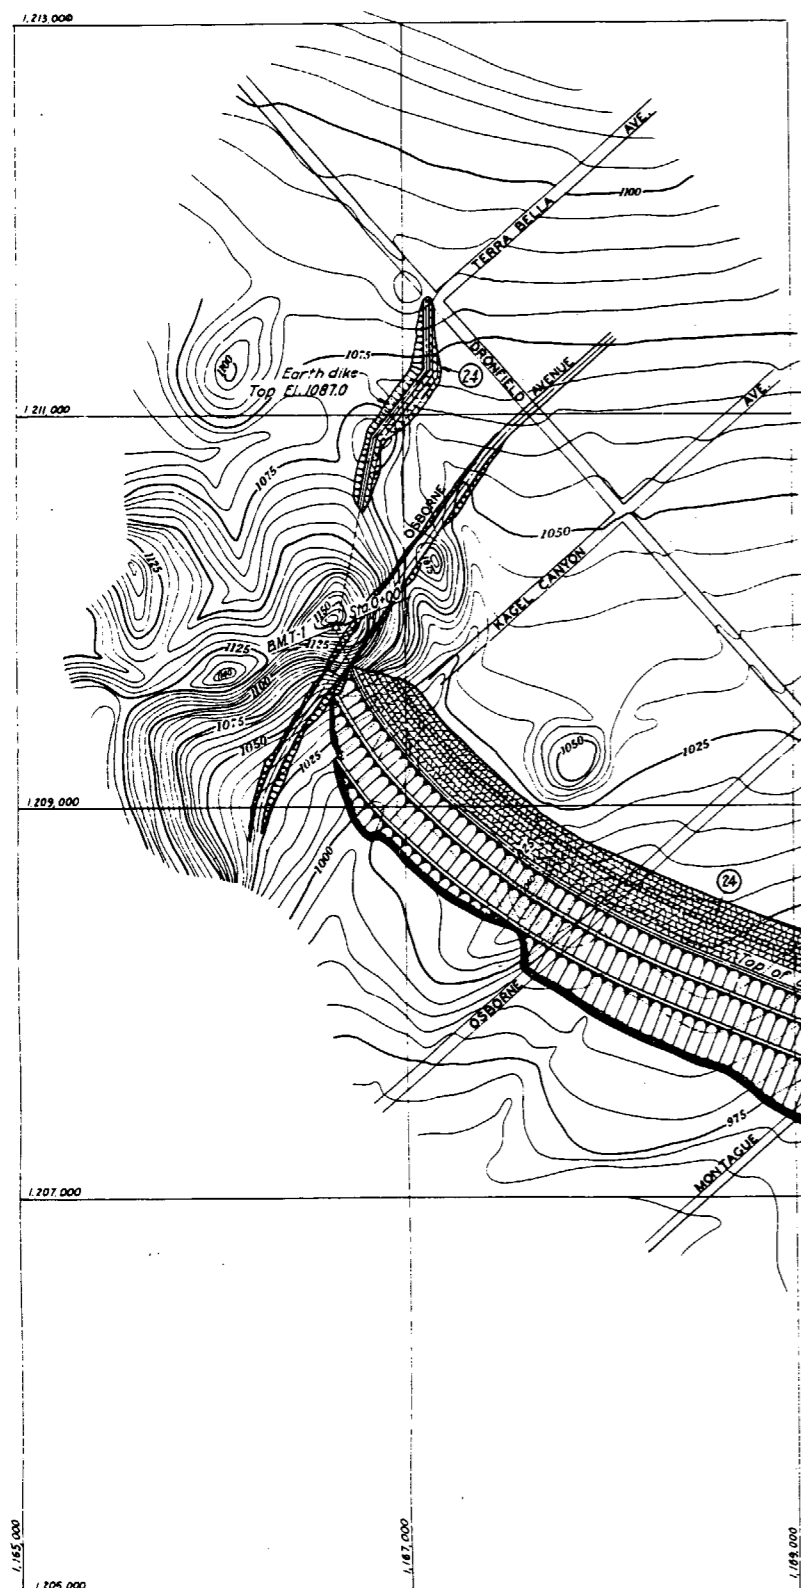 1,213,000
AVE.
1100
TERRA BELLA
1100
1075
DRONFIELD
AVENUE
Earth dike
Top El. 1087.0
24
AVE.
1,211,000
1075
OSBORNE
1050
KAGEL CANYON
1125
1075
1150
Sta. 0+00
B.M.T-1
1125
1125
1100
1075
1050
1025
1050
1025
1,209,000
1000
24
Top of
OSBORNE
975
MONTAGUE
1,207,000
1,165,000
1,167,000
1,169,000
1,205,000